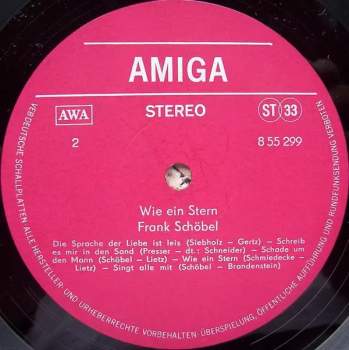 AMIGA
AWA
STEREO
ST 33
2
8 55 299
Wie ein Stern
Frank Schöbel
Die Sprache der Liebe ist leis (Siebholz – Gertz) – Schreib
es mir in den Sand (Presser – dt.: Schneider) – Schade um
den Mann (Schöbel – Lietz) – Wie ein Stern (Schmiedecke –
Lietz) – Singt alle mit (Schöbel – Brandenstein)
VEB DEUTSCHE SCHALLPLATTEN ALLE HERSTELLER UND URHEBERRECHTE VORBEHALTEN ÜBERSPIELUNG, ÖFFENTLICHE AUFFÜHRUNG UND RUNDFUNKSENDUNG VERBOTEN